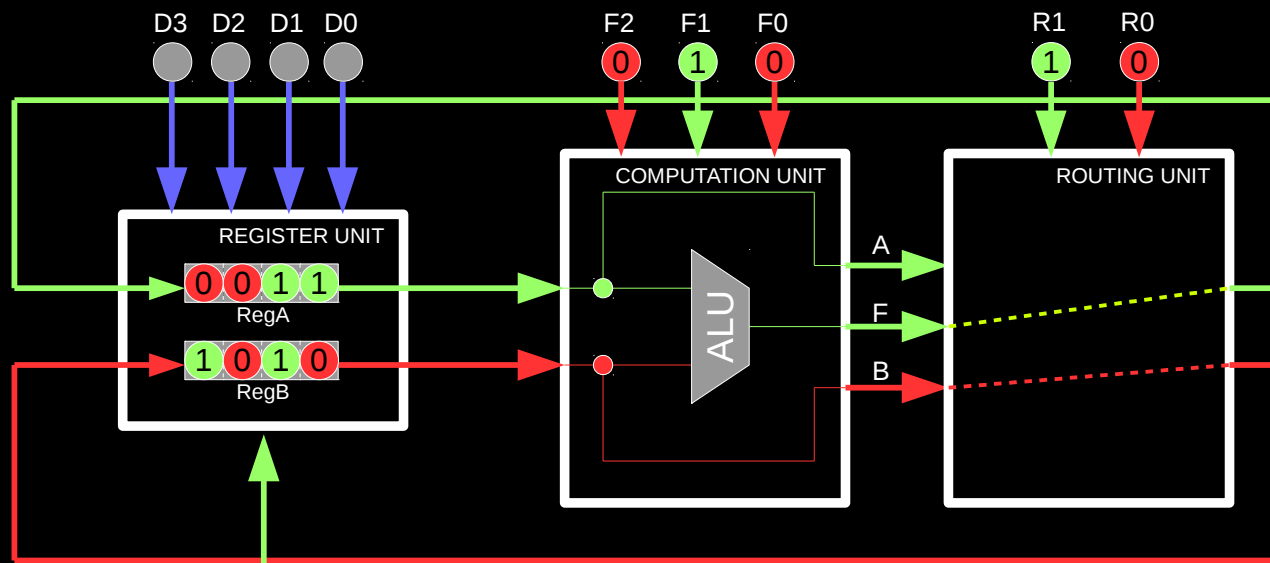 D3 D2 D1 D0 F2 F1 F0 R1 R0
0 1 0 1 0
COMPUTATION UNIT ROUTING UNIT
REGISTER UNIT
A
0 0 1 1
RegA
F
ALU
1 0 1 0
B
RegB